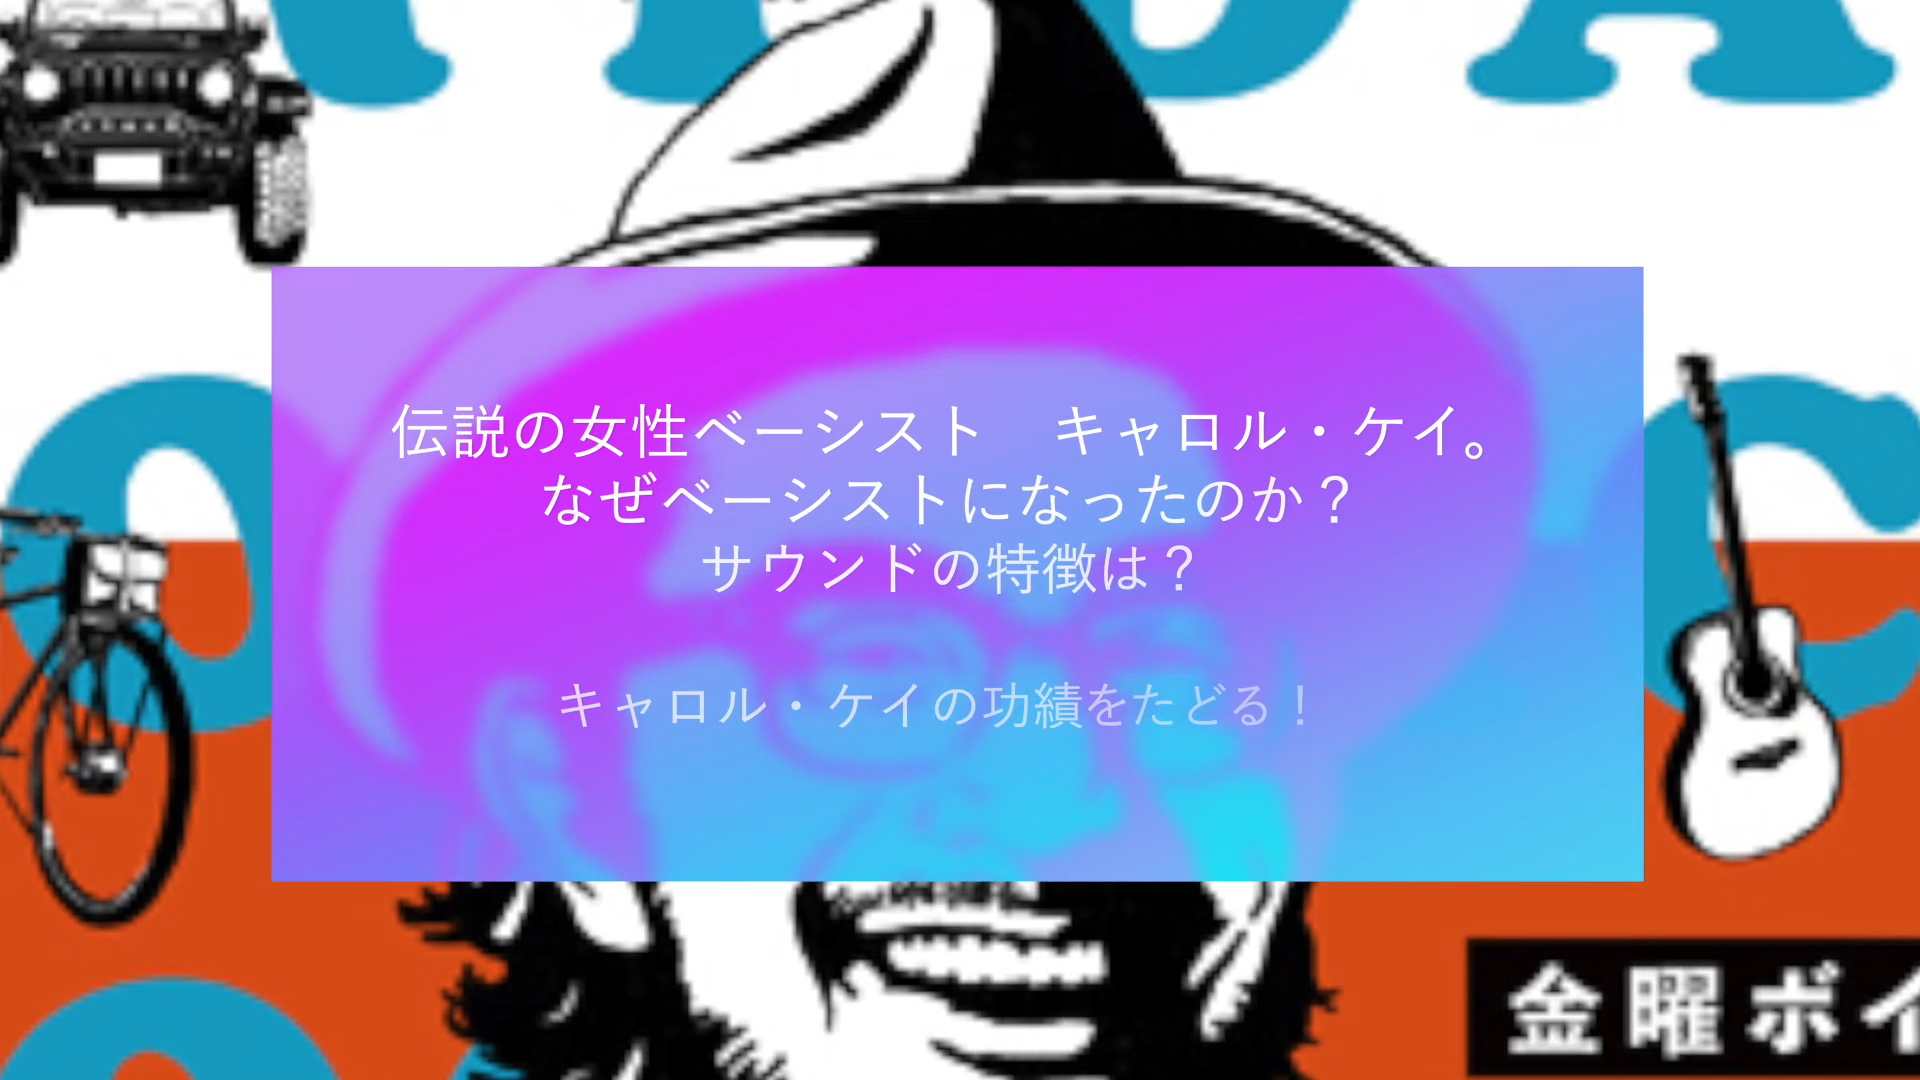 伝説の女性ベーシスト　キャロル・ケイ。
なぜベーシストになったのか？
サウンドの特徴は？
キャロル・ケイの功績をたどる！
金曜ボイ